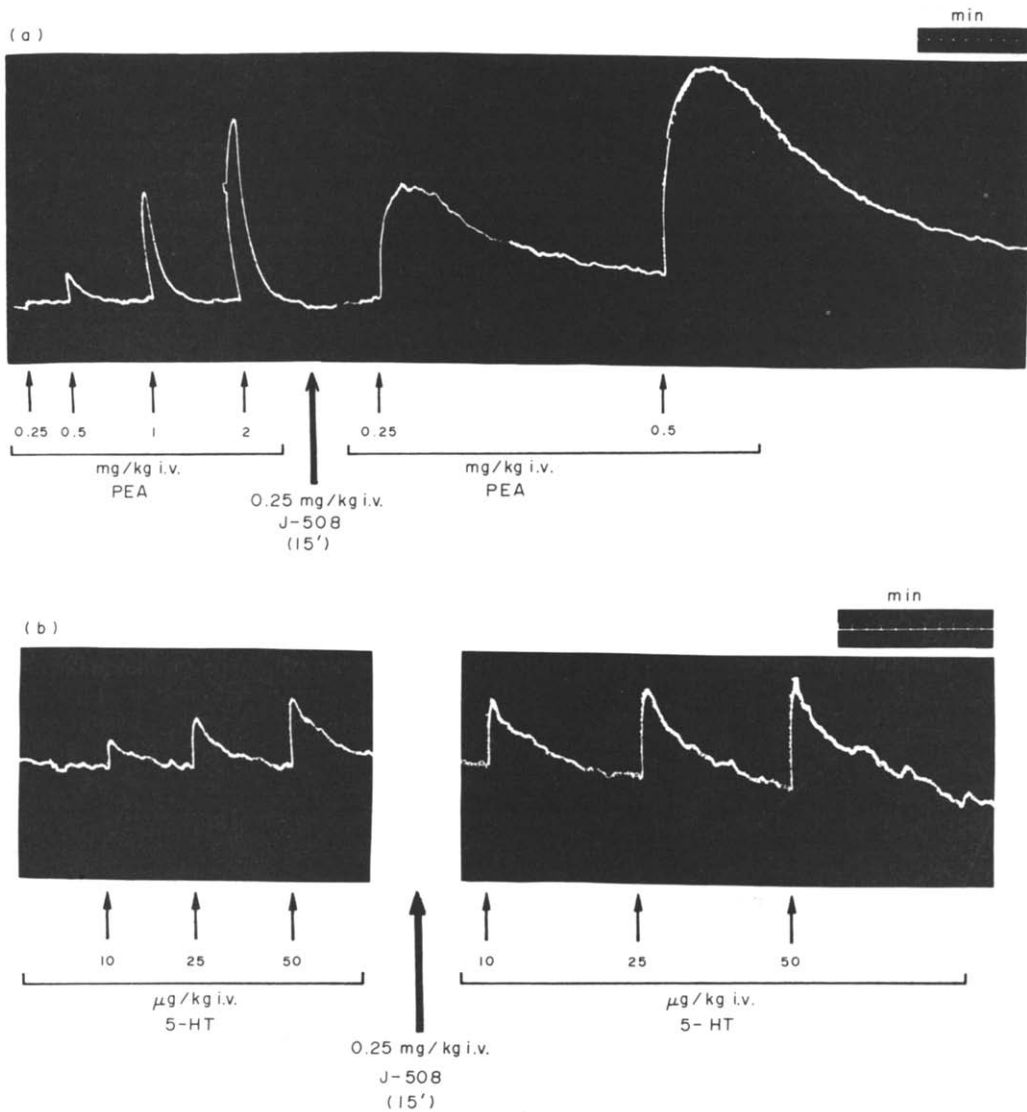 (a)
min
0.25 0.5 1 2 0.25 0.5
mg/kg i.v. mg/kg i.v.
PEA PEA
0.25 mg/kg i.v.
J-508
(15')
(b)
min
10 25 50 10 25 50
µg/kg i.v. µg/kg i.v.
5-HT 5-HT
0.25 mg/kg i.v.
J-508
(15')